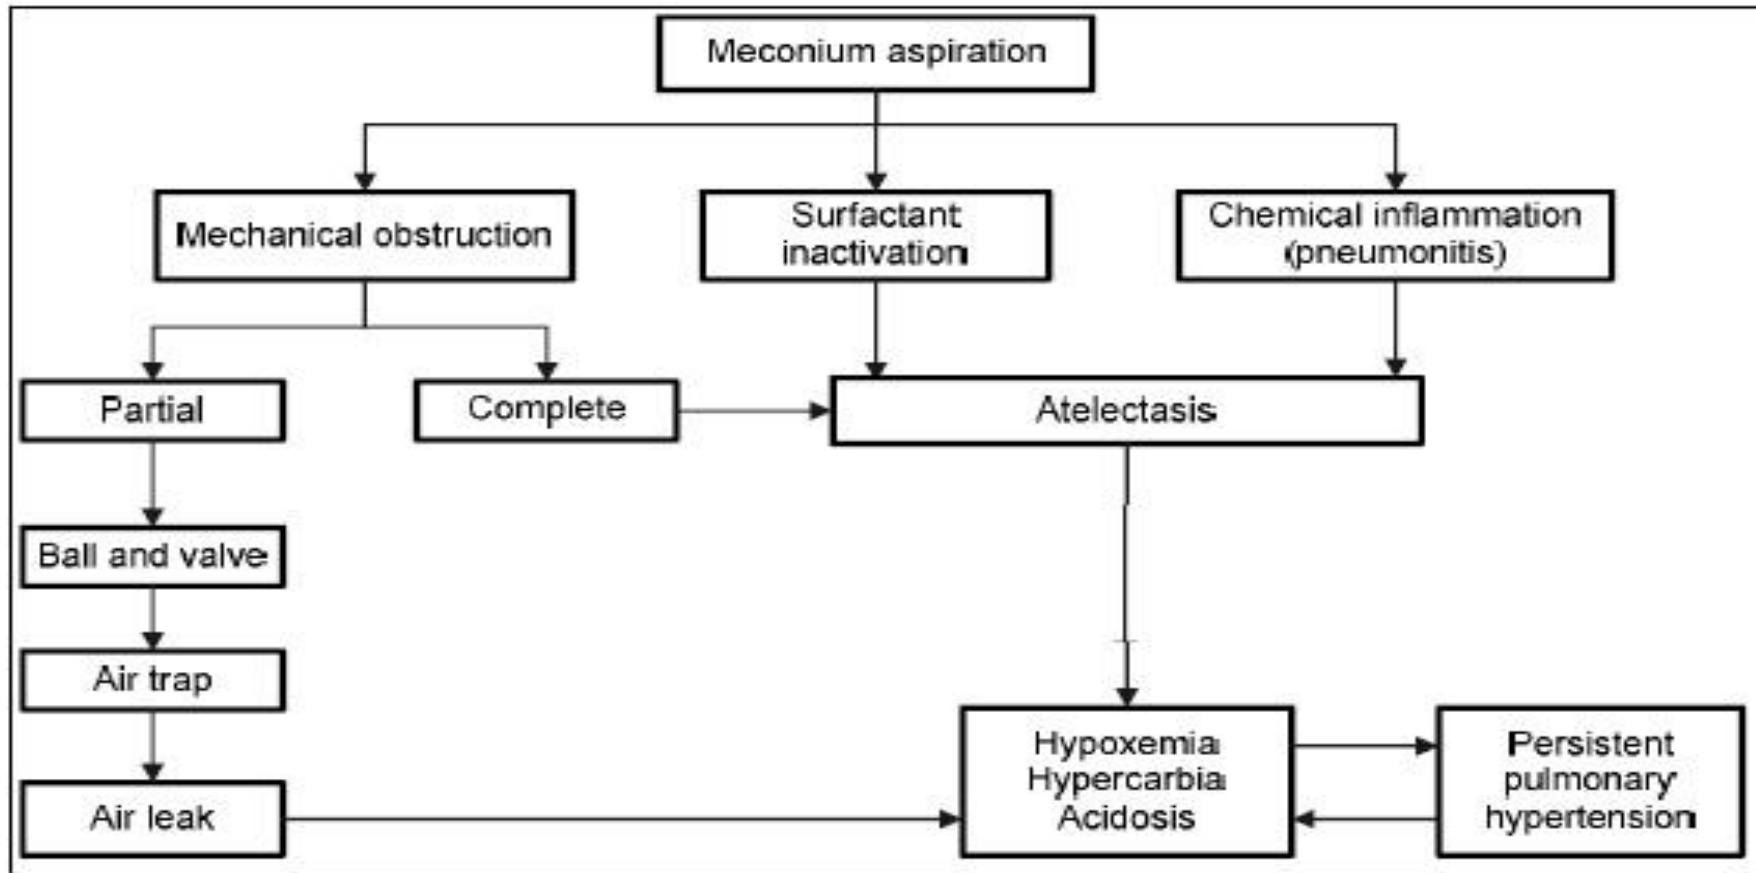 Meconium aspiration
Mechanical obstruction
Surfactant
inactivation
Chemical inflammation
(pneumonitis)
Partial
Complete
Atelectasis
Ball and valve
Air trap
Air leak
Hypoxemia
Hypercarbia
Acidosis
Persistent
pulmonary
hypertension